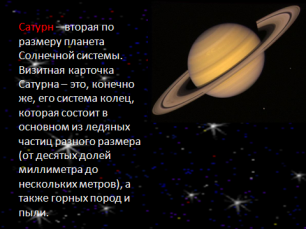 Сатурн – вторая по
размеру планета
Солнечной системы.
Визитная карточка
Сатурна – это, конечно
же, его система колец,
которая состоит в
основном из ледяных
частиц разного размера
(от десятых долей
миллиметра до
нескольких метров), а
также горных пород и
пыли.